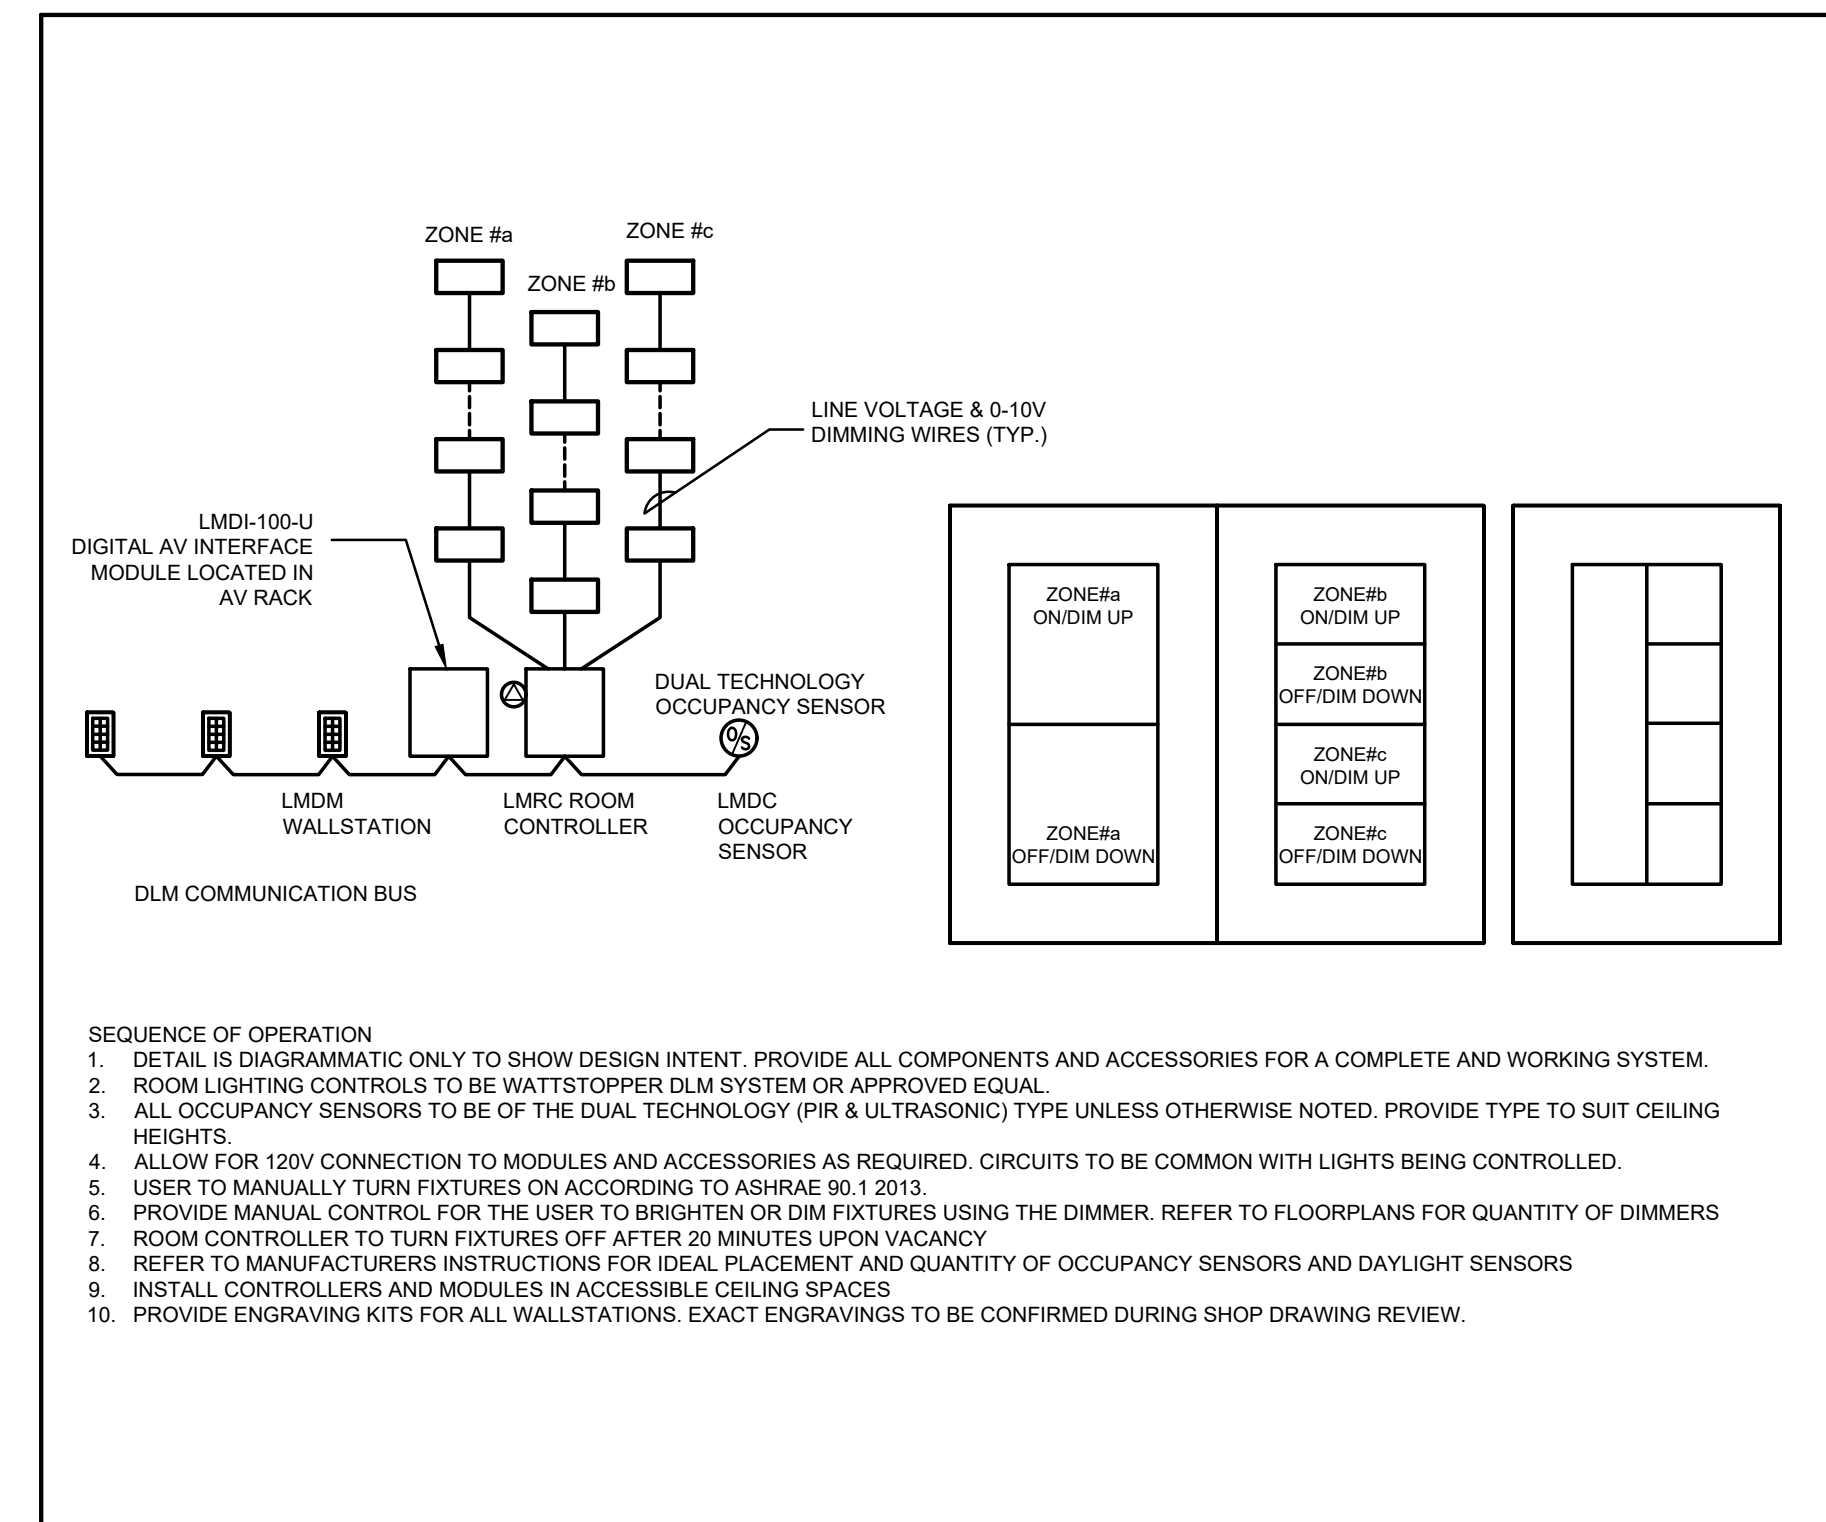 ZONE #a
ZONE #c
ZONE #b
LINE VOLTAGE & 0-10V
DIMMING WIRES (TYP.)
LMDI-100-U
DIGITAL AV INTERFACE
MODULE LOCATED IN
AV RACK
DUAL TECHNOLOGY
OCCUPANCY SENSOR
O/S
LMDM
WALLSTATION
LMRC ROOM
CONTROLLER
LMDC
OCCUPANCY
SENSOR
DLM COMMUNICATION BUS
ZONE#a
ON/DIM UP
ZONE#a
OFF/DIM DOWN
ZONE#b
ON/DIM UP
ZONE#b
OFF/DIM DOWN
ZONE#c
ON/DIM UP
ZONE#c
OFF/DIM DOWN
SEQUENCE OF OPERATION
1. DETAIL IS DIAGRAMMATIC ONLY TO SHOW DESIGN INTENT. PROVIDE ALL COMPONENTS AND ACCESSORIES FOR A COMPLETE AND WORKING SYSTEM.
2. ROOM LIGHTING CONTROLS TO BE WATTSTOPPER DLM SYSTEM OR APPROVED EQUAL.
3. ALL OCCUPANCY SENSORS TO BE OF THE DUAL TECHNOLOGY (PIR & ULTRASONIC) TYPE UNLESS OTHERWISE NOTED. PROVIDE TYPE TO SUIT CEILING
HEIGHTS.
4. ALLOW FOR 120V CONNECTION TO MODULES AND ACCESSORIES AS REQUIRED. CIRCUITS TO BE COMMON WITH LIGHTS BEING CONTROLLED.
5. USER TO MANUALLY TURN FIXTURES ON ACCORDING TO ASHRAE 90.1 2013.
6. PROVIDE MANUAL CONTROL FOR THE USER TO BRIGHTEN OR DIM FIXTURES USING THE DIMMER. REFER TO FLOORPLANS FOR QUANTITY OF DIMMERS
7. ROOM CONTROLLER TO TURN FIXTURES OFF AFTER 20 MINUTES UPON VACANCY
8. REFER TO MANUFACTURERS INSTRUCTIONS FOR IDEAL PLACEMENT AND QUANTITY OF OCCUPANCY SENSORS AND DAYLIGHT SENSORS
9. INSTALL CONTROLLERS AND MODULES IN ACCESSIBLE CEILING SPACES
10. PROVIDE ENGRAVING KITS FOR ALL WALLSTATIONS. EXACT ENGRAVINGS TO BE CONFIRMED DURING SHOP DRAWING REVIEW.